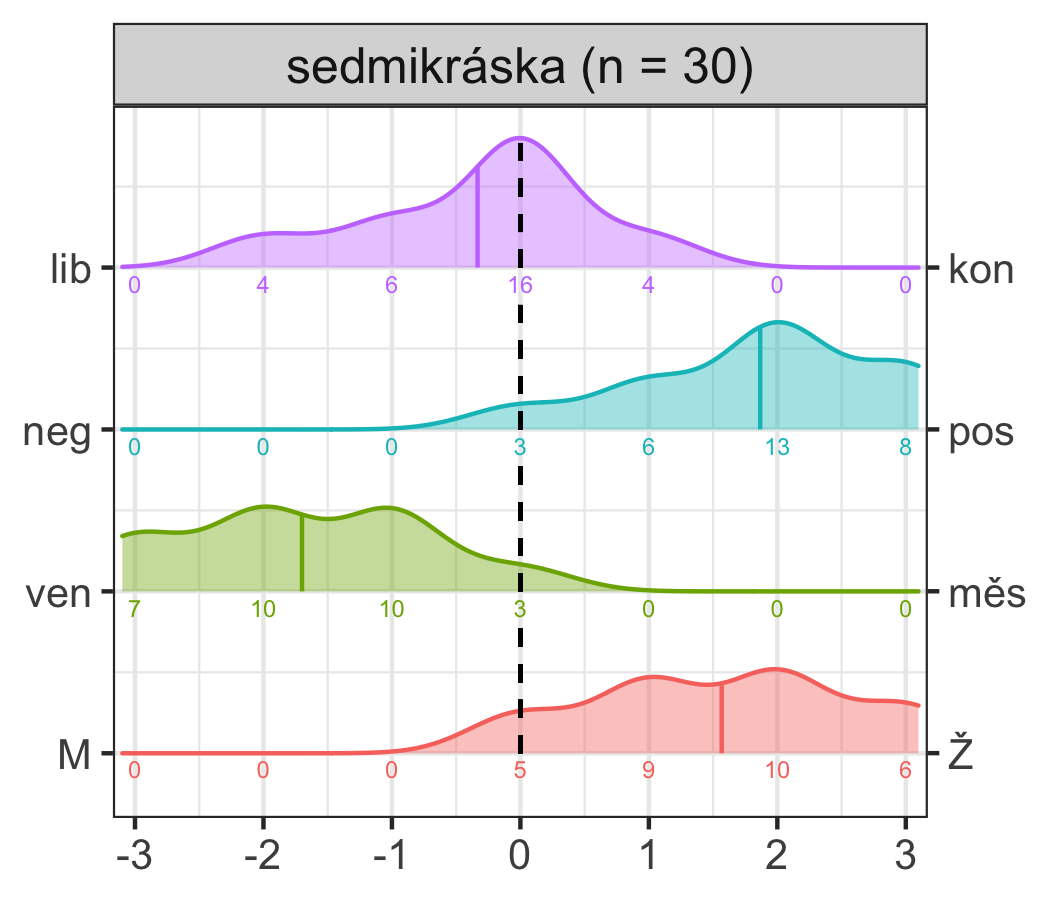 sedmikráska (n = 30)
lib kon
0 4 6 16 4 0 0
neg pos
0 0 0 3 6 13 8
ven měs
7 10 10 3 0 0 0
M Ž
0 0 0 5 9 10 6
-3 -2 -1 0 1 2 3